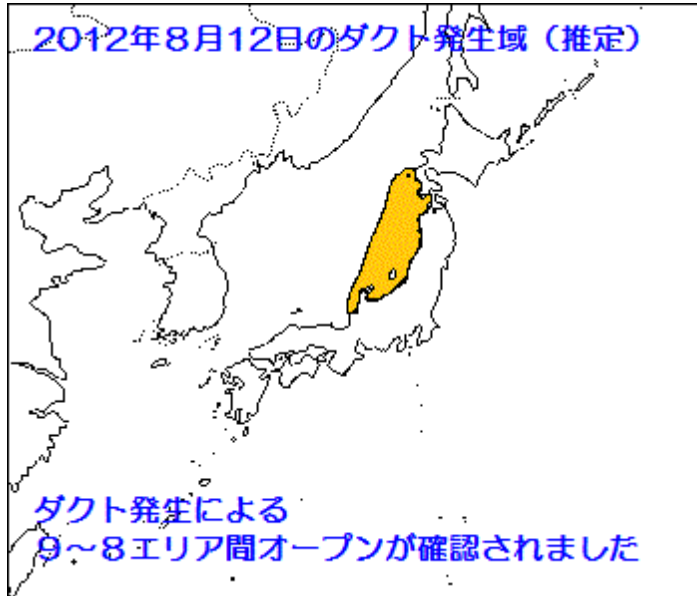 2012年8月12日のダクト発生域（推定）
ダクト発生による
9～8エリア間オープンが確認されました